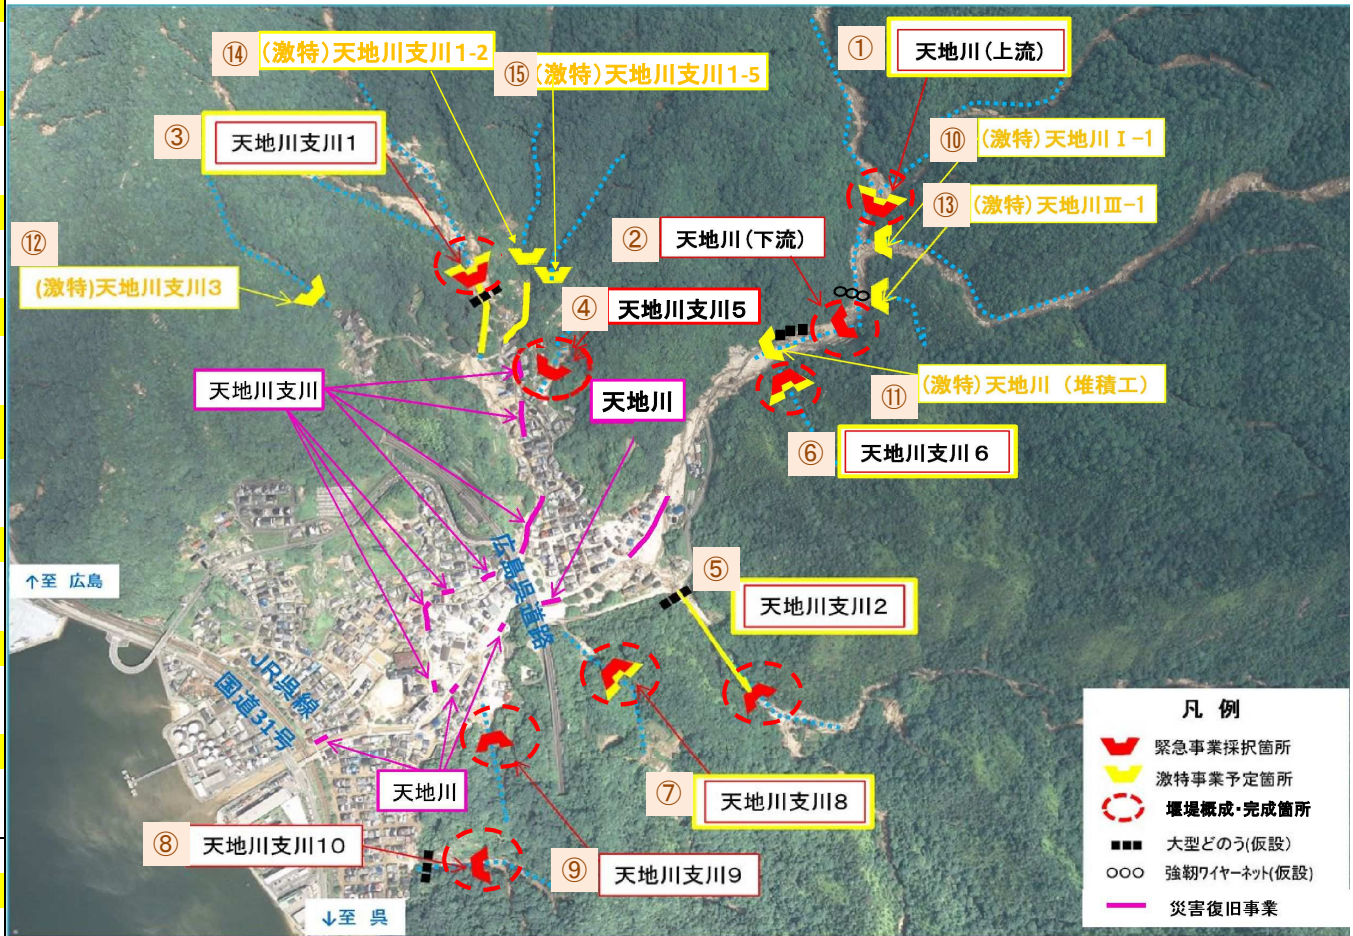 ⑭
(激特)天地川支川1-2
⑮
(激特)天地川支川1-5
①
天地川(上流)
③
天地川支川1
⑩
(激特)天地川Ⅰ-1
⑬
(激特)天地川Ⅲ-1
②
天地川(下流)
⑫
(激特)天地川支川3
④
天地川支川5
天地川支川
天地川
⑪
(激特)天地川（堆積工)
⑥
天地川支川6
広島呉道路
↑至 広島
⑤
天地川支川2
JR呉線
国道31号
天地川
⑦
天地川支川8
⑧
天地川支川10
⑨
天地川支川9
↓至 呉
凡 例
緊急事業採択箇所
激特事業予定箇所
堰堤概成・完成箇所
大型どのう(仮設)
強靭ワイヤーネット(仮設)
災害復旧事業